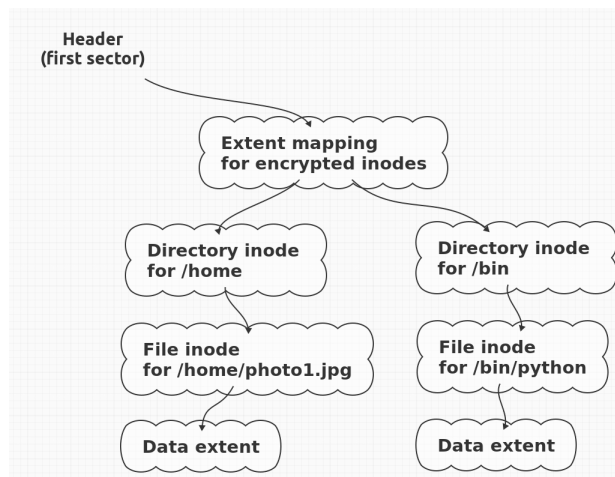 Header
(first sector)
Extent mapping
for encrypted inodes
Directory inode
for /home
Directory inode
for /bin
File inode
for /home/photo1.jpg
File inode
for /bin/python
Data extent
Data extent